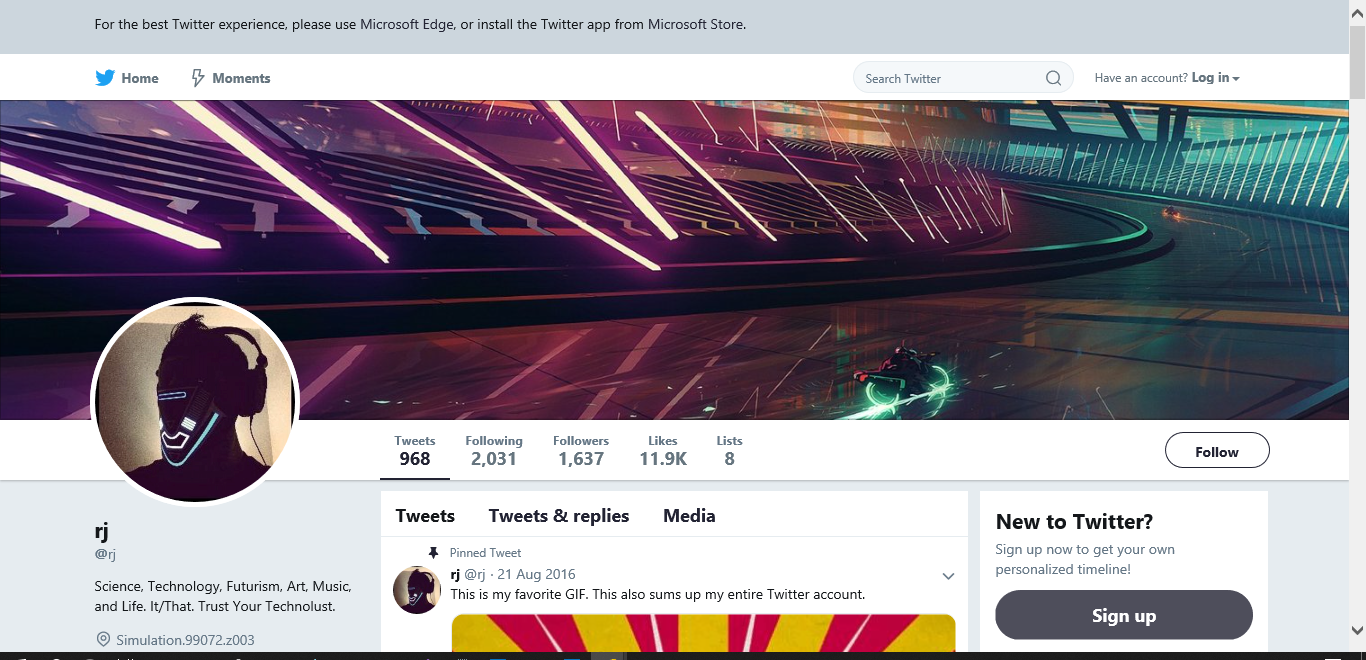 For the best Twitter experience, please use Microsoft Edge, or install the Twitter app from Microsoft Store.
Home Moments Search Twitter Have an account? Log in
Tweets Following Followers Likes Lists
968 2,031 1,637 11.9K 8
Follow
rj
@rj
Science, Technology, Futurism, Art, Music,
and Life. It/That. Trust Your Technolust.
Simulation.99072.z003
Tweets Tweets & replies Media
Pinned Tweet
rj @rj · 21 Aug 2016
This is my favorite GIF. This also sums up my entire Twitter account.
New to Twitter?
Sign up now to get your own
personalized timeline!
Sign up